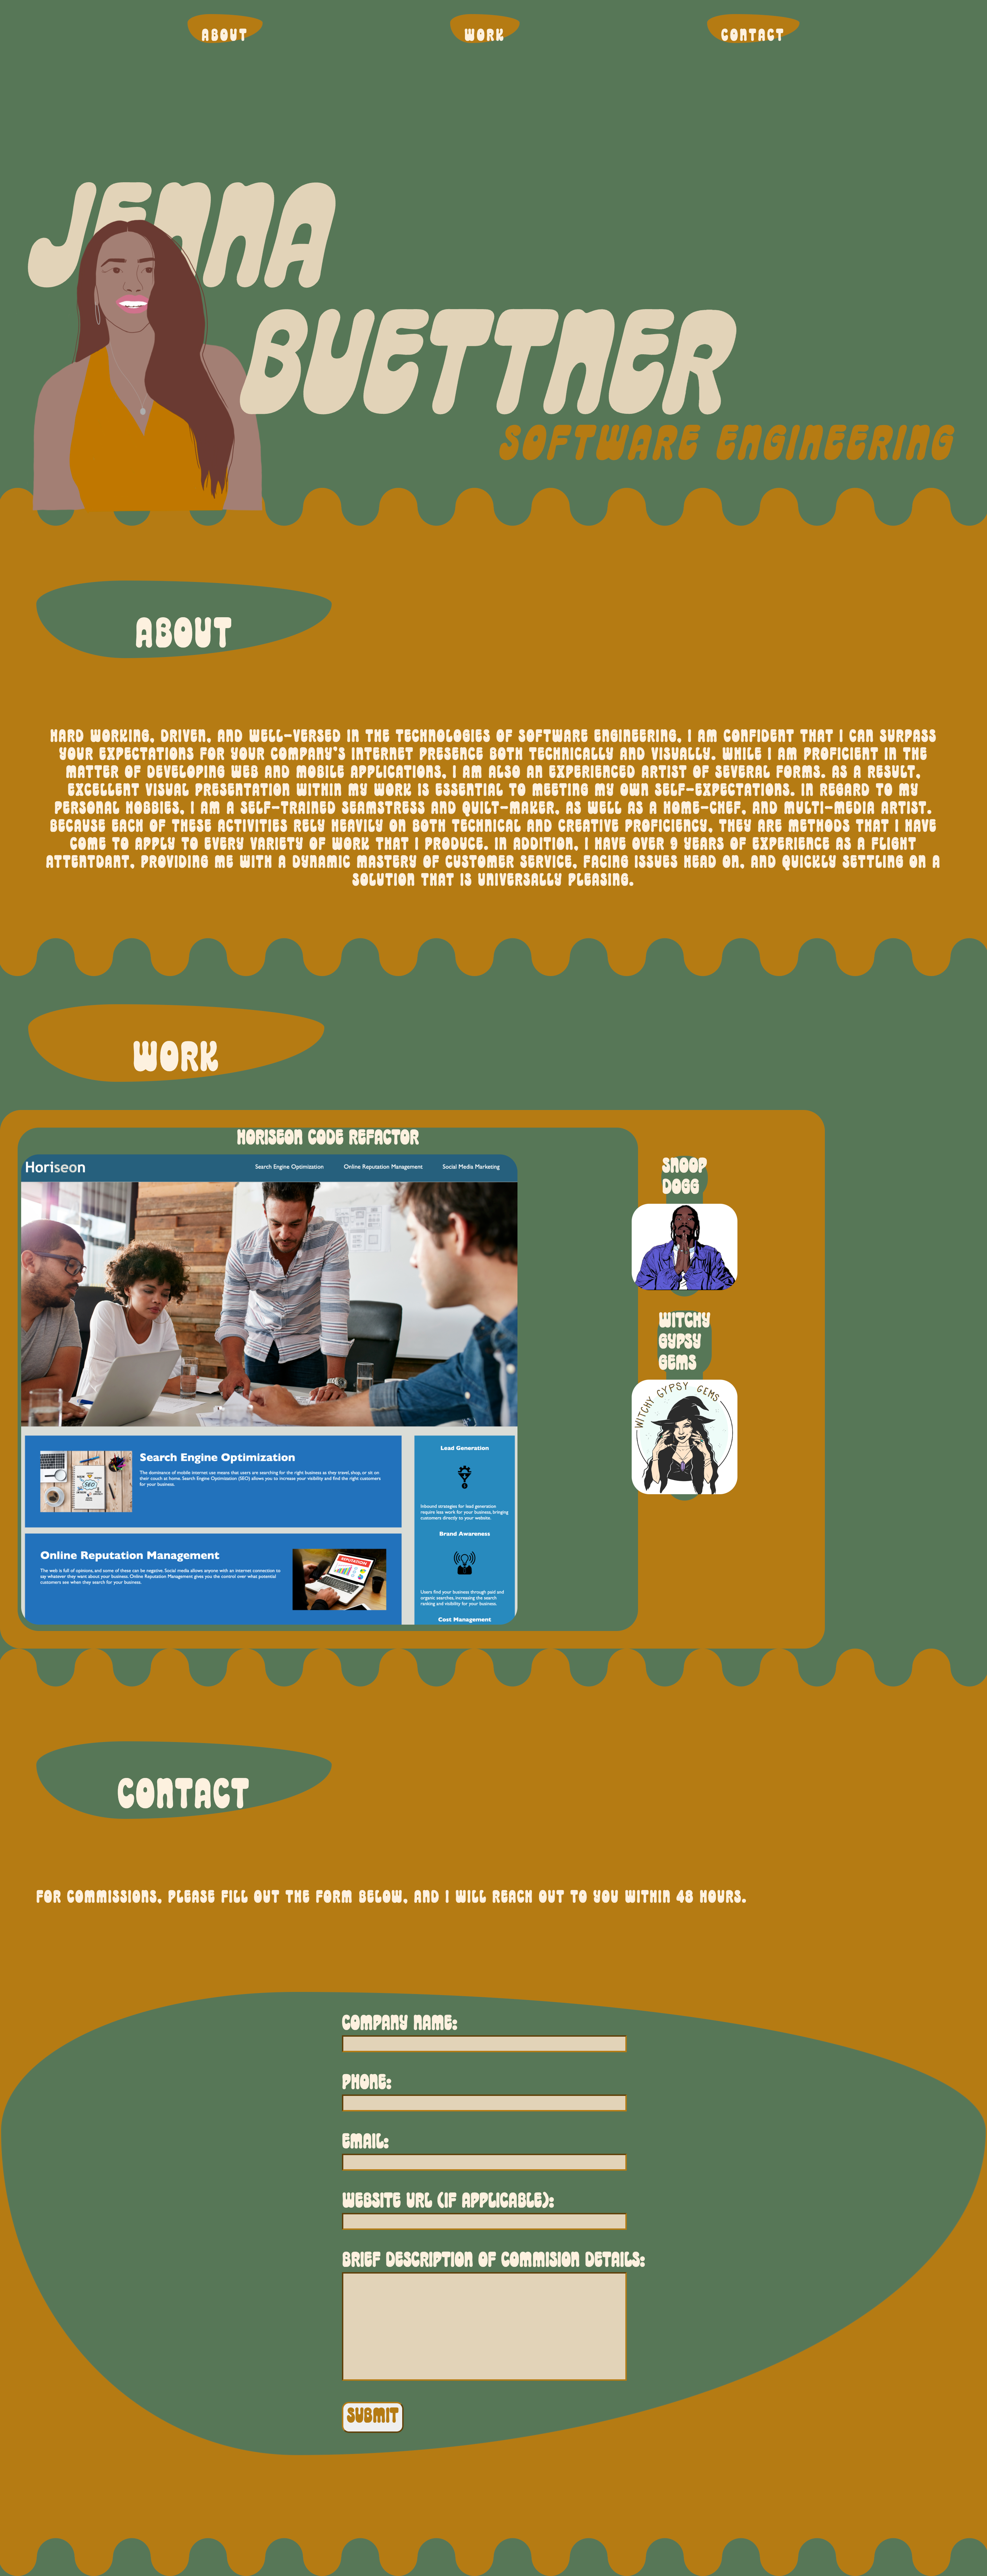 ABOUT
WORK
CONTACT
JENNA
BUETTNER
SOFTWARE ENGINEERING
ABOUT
HARD WORKING, DRIVEN, AND WELL-VERSED IN THE TECHNOLOGIES OF SOFTWARE ENGINEERING, I AM CONFIDENT THAT I CAN SURPASS
YOUR EXPECTATIONS FOR YOUR COMPANY'S INTERNET PRESENCE BOTH TECHNICALLY AND VISUALLY. WHILE I AM PROFICIENT IN THE
MATTER OF DEVELOPING WEB AND MOBILE APPLICATIONS, I AM ALSO AN EXPERIENCED ARTIST OF SEVERAL FORMS. AS A RESULT,
EXCELLENT VISUAL PRESENTATION WITHIN MY WORK IS ESSENTIAL TO MEETING MY OWN SELF-EXPECTATIONS. IN REGARD TO MY
PERSONAL HOBBIES, I AM A SELF-TRAINED SEAMSTRESS AND QUILT-MAKER, AS WELL AS A HOME-CHEF, AND MULTI-MEDIA ARTIST.
BECAUSE EACH OF THESE ACTIVITIES RELY HEAVILY ON BOTH TECHNICAL AND CREATIVE PROFICIENCY, THEY ARE METHODS THAT I HAVE
COME TO APPLY TO EVERY VARIETY OF WORK THAT I PRODUCE. IN ADDITION, I HAVE OVER 9 YEARS OF EXPERIENCE AS A FLIGHT
ATTENTDANT, PROVIDING ME WITH A DYNAMIC MASTERY OF CUSTOMER SERVICE, FACING ISSUES HEAD ON, AND QUICKLY SETTLING ON A
SOLUTION THAT IS UNIVERSALLY PLEASING.
WORK
HORISEON CODE REFACTOR
Horiseon
Search Engine Optimization
Online Reputation Management
Social Media Marketing
Search Engine Optimization
The dominance of mobile internet use means that users are searching for the right business as they travel, shop, or sit on
their couch at home. Search Engine Optimization (SEO) allows you to increase your visibility and find the right customers
for your business.
SEO
Online Reputation Management
The web is full of opinions, and some of these can be negative. Social media allows anyone with an internet connection to
say whatever they want about your business. Online Reputation Management gives you the control over what potential
customers see when they search for your business.
REPUTATION
Lead Generation
Inbound strategies for lead generation
require less work for your business, bringing
customers directly to your website.
Brand Awareness
Users find your business through paid and
organic searches, increasing the search
ranking and visibility for your business.
Cost Management
SNOOP
DOGG
WITCHY
GYPSY
GEMS
WITCHY GYPSY GEMS
CONTACT
FOR COMMISSIONS, PLEASE FILL OUT THE FORM BELOW, AND I WILL REACH OUT TO YOU WITHIN 48 HOURS.
COMPANY NAME:
PHONE:
EMAIL:
WEBSITE URL (IF APPLICABLE):
BRIEF DESCRIPTION OF COMMISION DETAILS:
SUBMIT